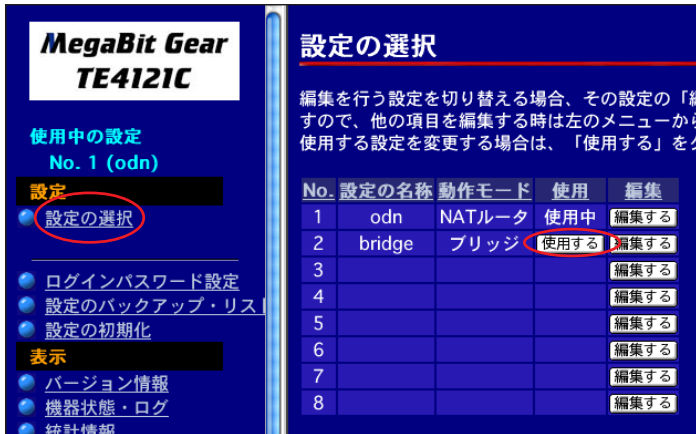 MegaBit Gear
TE4121C
使用中の設定
No. 1 (odn)
設定
設定の選択
ログインパスワード設定
設定のバックアップ・リスト
設定の初期化
表示
バージョン情報
機器状態・ログ
統計情報
設定の選択
編集を行う設定を切り替える場合、その設定の「編
すので、他の項目を編集する時は左のメニューから
使用する設定を変更する場合は、「使用する」をク
No. 設定の名称 動作モード 使用 編集
1 odn NATルータ 使用中 編集する
2 bridge ブリッジ 使用する 編集する
3 編集する
4 編集する
5 編集する
6 編集する
7 編集する
8 編集する